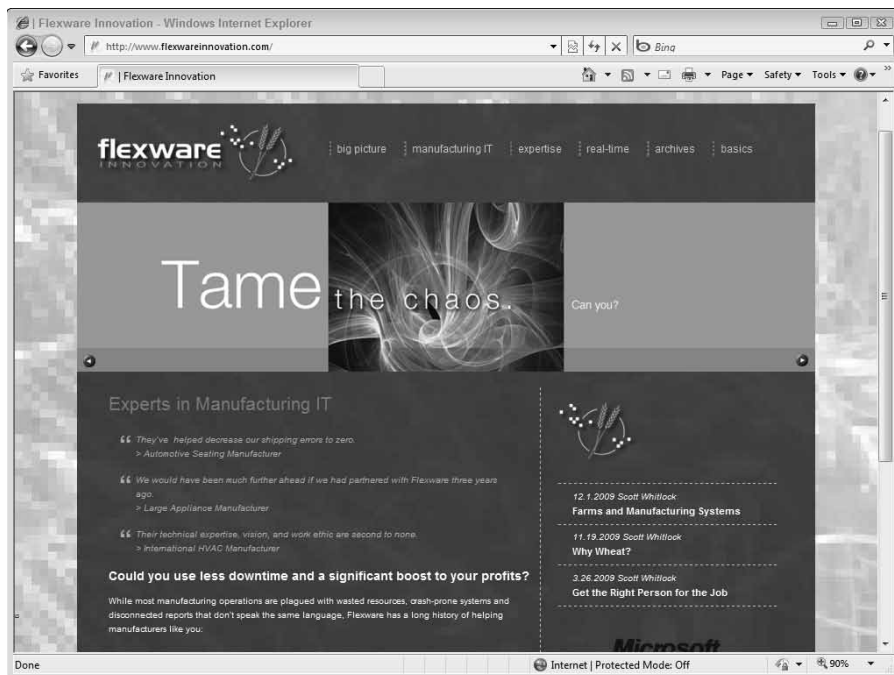 | Flexware Innovation - Windows Internet Explorer
http://www.flexwareinnovation.com/
Bing
Favorites
| Flexware Innovation
Page
Safety
Tools
»
flexware
INNOVATION
big picture
manufacturing IT
expertise
real-time
archives
basics
Tame the chaos.
Can you?
Experts in Manufacturing IT
“ They've helped decrease our shipping errors to zero.
> Automotive Seating Manufacturer
“ We would have been much further ahead if we had partnered with Flexware three years
ago.
> Large Appliance Manufacturer
“ Their technical expertise, vision, and work ethic are second to none.
> International HVAC Manufacturer
Could you use less downtime and a significant boost to your profits?
While most manufacturing operations are plagued with wasted resources, crash-prone systems and
disconnected reports that don't speak the same language, Flexware has a long history of helping
manufacturers like you:
12.1.2009 Scott Whitlock
Farms and Manufacturing Systems
11.19.2009 Scott Whitlock
Why Wheat?
3.26.2009 Scott Whitlock
Get the Right Person for the Job
Microsoft
Done
Internet | Protected Mode: Off
90%